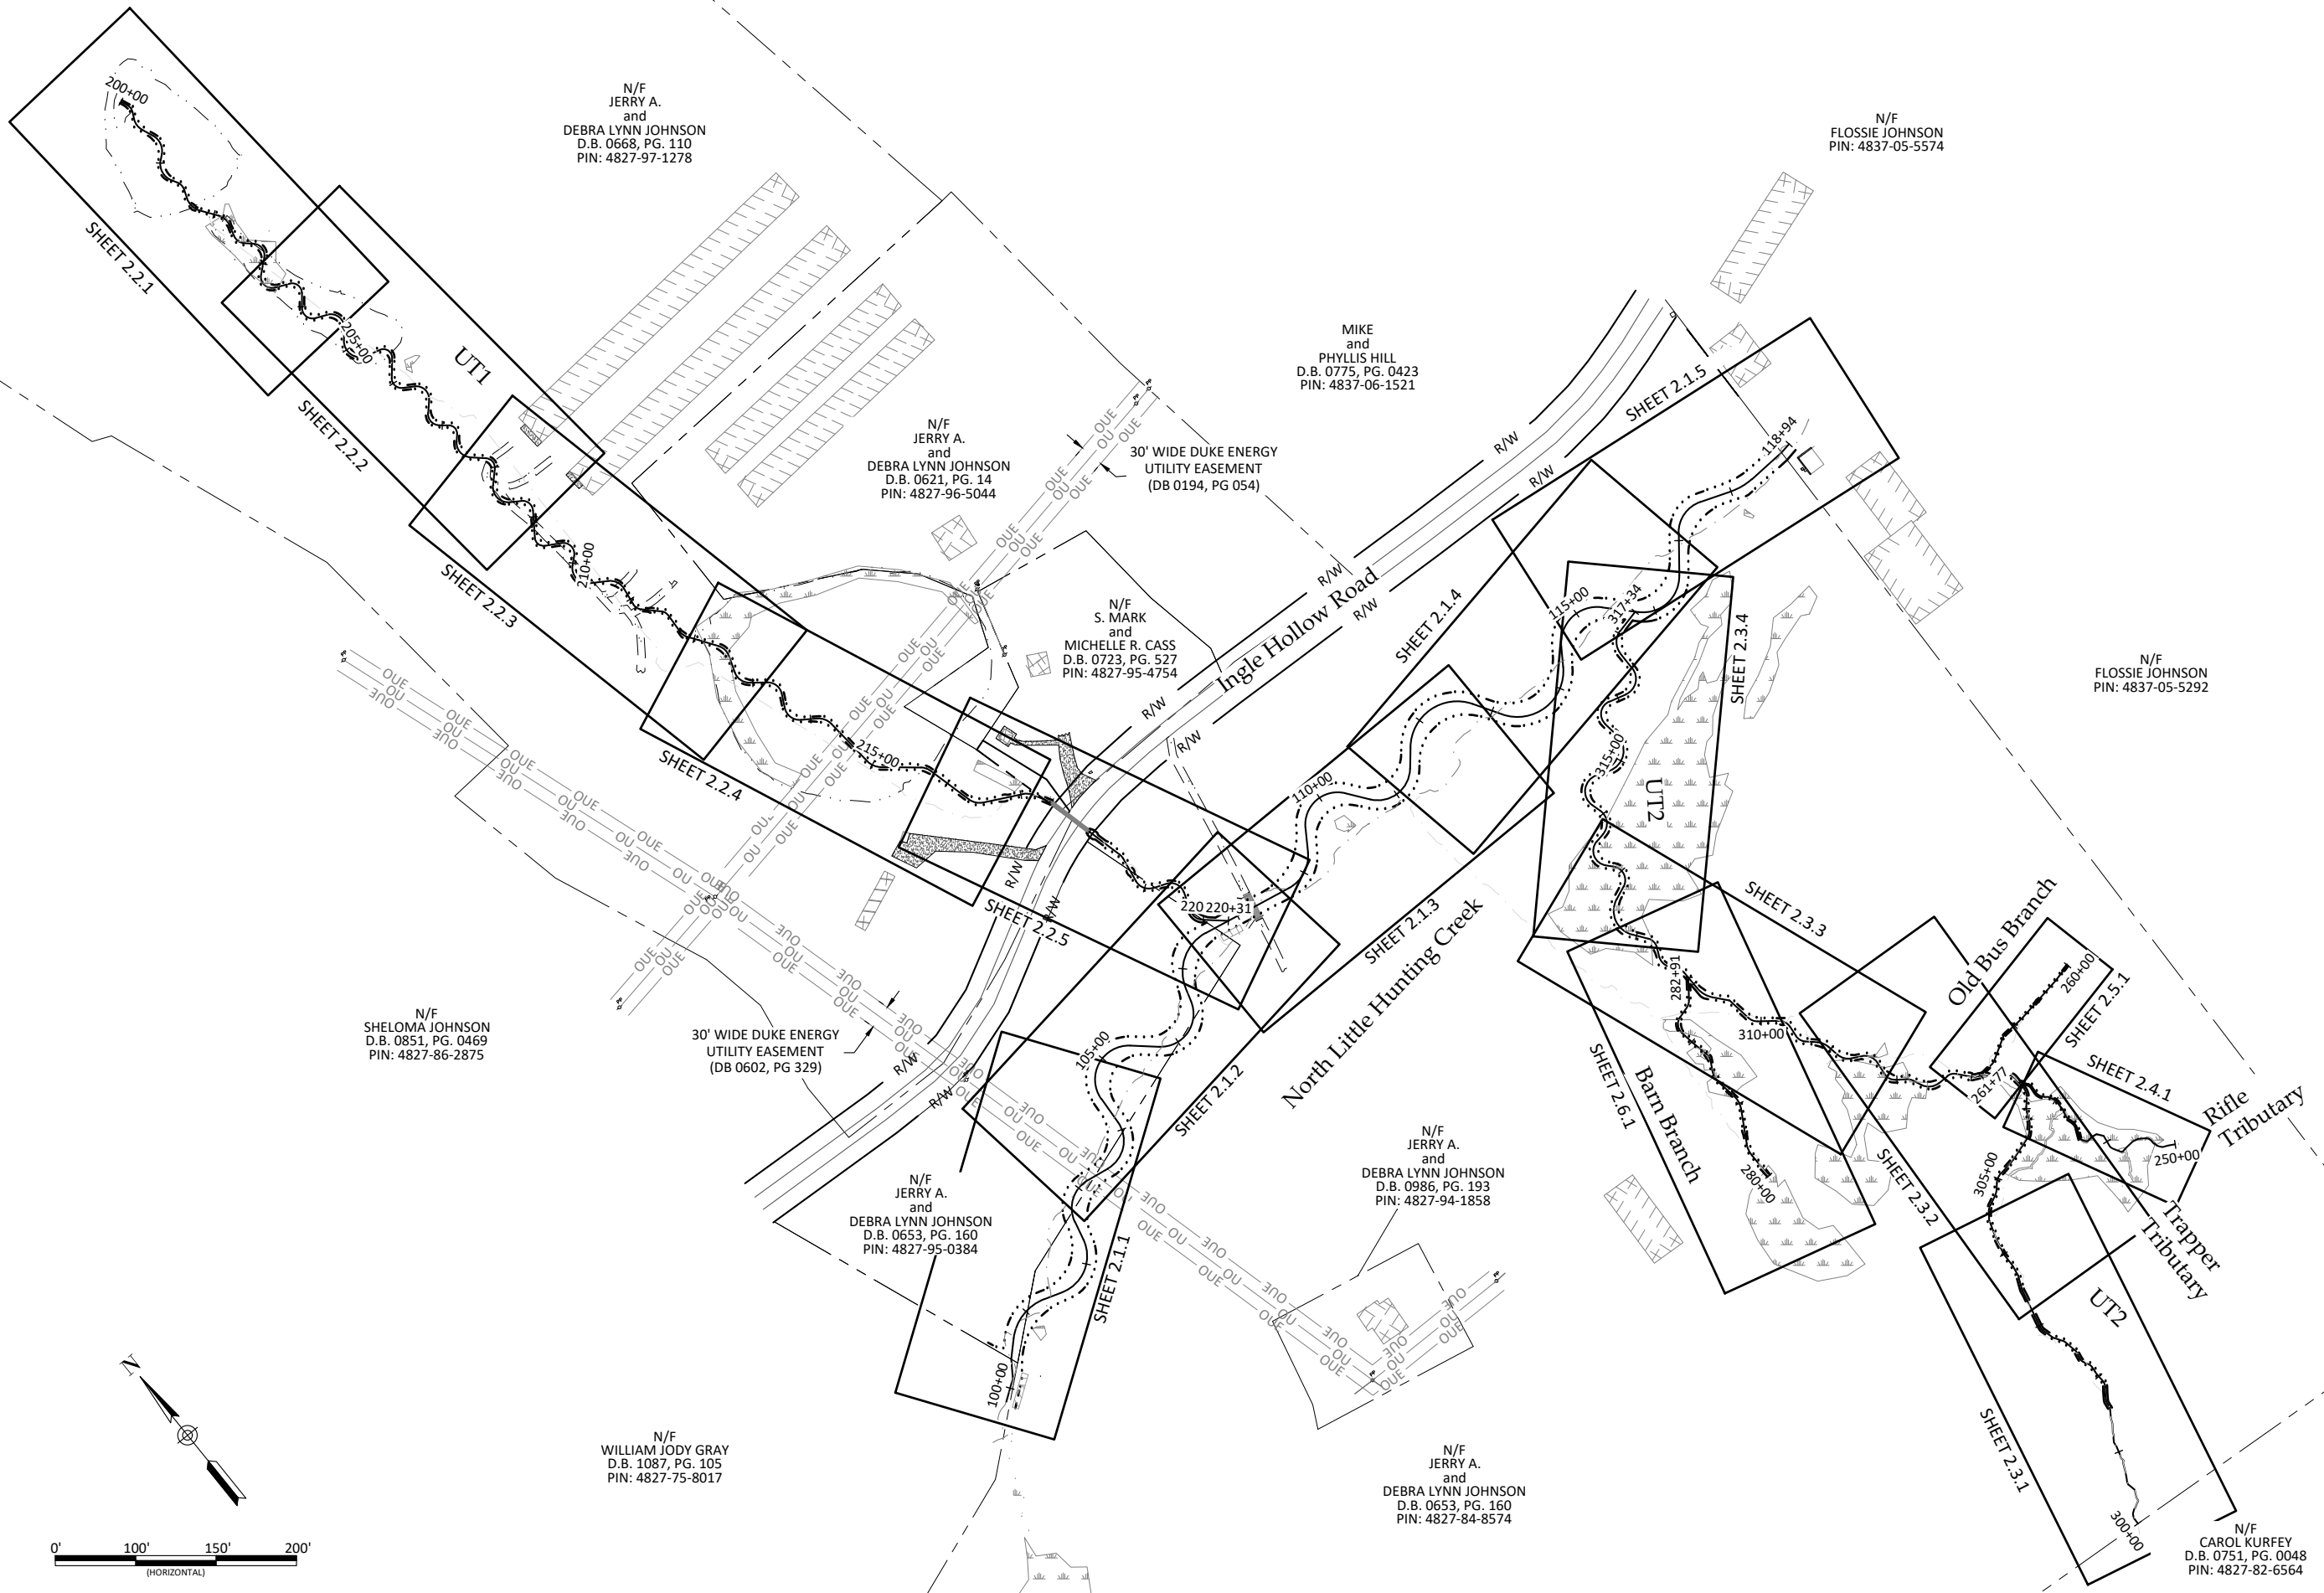 200+00
N/F
JERRY A.
and
DEBRA LYNN JOHNSON
D.B. 0668, PG. 110
PIN: 4827-97-1278
N/F
FLOSSIE JOHNSON
PIN: 4837-05-5574
SHEET 2.2.1
205+00
UT1
SHEET 2.2.2
MIKE
and
PHYLLIS HILL
D.B. 0775, PG. 0423
PIN: 4837-06-1521
N/F
JERRY A.
and
DEBRA LYNN JOHNSON
D.B. 0621, PG. 14
PIN: 4827-96-5044
30' WIDE DUKE ENERGY
UTILITY EASEMENT
(DB 0194, PG 054)
SHEET 2.1.5
118+94
R/W
R/W
R/W
R/W
R/W
R/W
Ingle Hollow Road
210+00
SHEET 2.2.3
N/F
S. MARK
and
MICHELLE R. CASS
D.B. 0723, PG. 527
PIN: 4827-95-4754
SHEET 2.1.4
115+00
317+34
SHEET 2.3.4
N/F
FLOSSIE JOHNSON
PIN: 4837-05-5292
215+00
SHEET 2.2.4
110+00
315+00
UT2
OUE
OU
OUE
R/W
R/W
SHEET 2.2.5
220
220+31
SHEET 2.1.3
North Little Hunting Creek
SHEET 2.3.3
282+91
310+00
Old Bus Branch
260+00
SHEET 2.5.1
261+77
SHEET 2.4.1
Rifle
Tributary
250+00
N/F
SHELOMA JOHNSON
D.B. 0851, PG. 0469
PIN: 4827-86-2875
30' WIDE DUKE ENERGY
UTILITY EASEMENT
(DB 0602, PG 329)
R/W
R/W
105+00
SHEET 2.1.2
SHEET 2.6.1
Barn Branch
280+00
SHEET 2.3.2
305+00
Trapper
Tributary
N/F
JERRY A.
and
DEBRA LYNN JOHNSON
D.B. 0653, PG. 160
PIN: 4827-95-0384
SHEET 2.1.1
100+00
N/F
JERRY A.
and
DEBRA LYNN JOHNSON
D.B. 0986, PG. 193
PIN: 4827-94-1858
UT2
SHEET 2.3.1
300+00
N
N/F
WILLIAM JODY GRAY
D.B. 1087, PG. 105
PIN: 4827-75-8017
N/F
JERRY A.
and
DEBRA LYNN JOHNSON
D.B. 0653, PG. 160
PIN: 4827-84-8574
N/F
CAROL KURFEY
D.B. 0751, PG. 0048
PIN: 4827-82-6564
0' 100' 150' 200'
(HORIZONTAL)